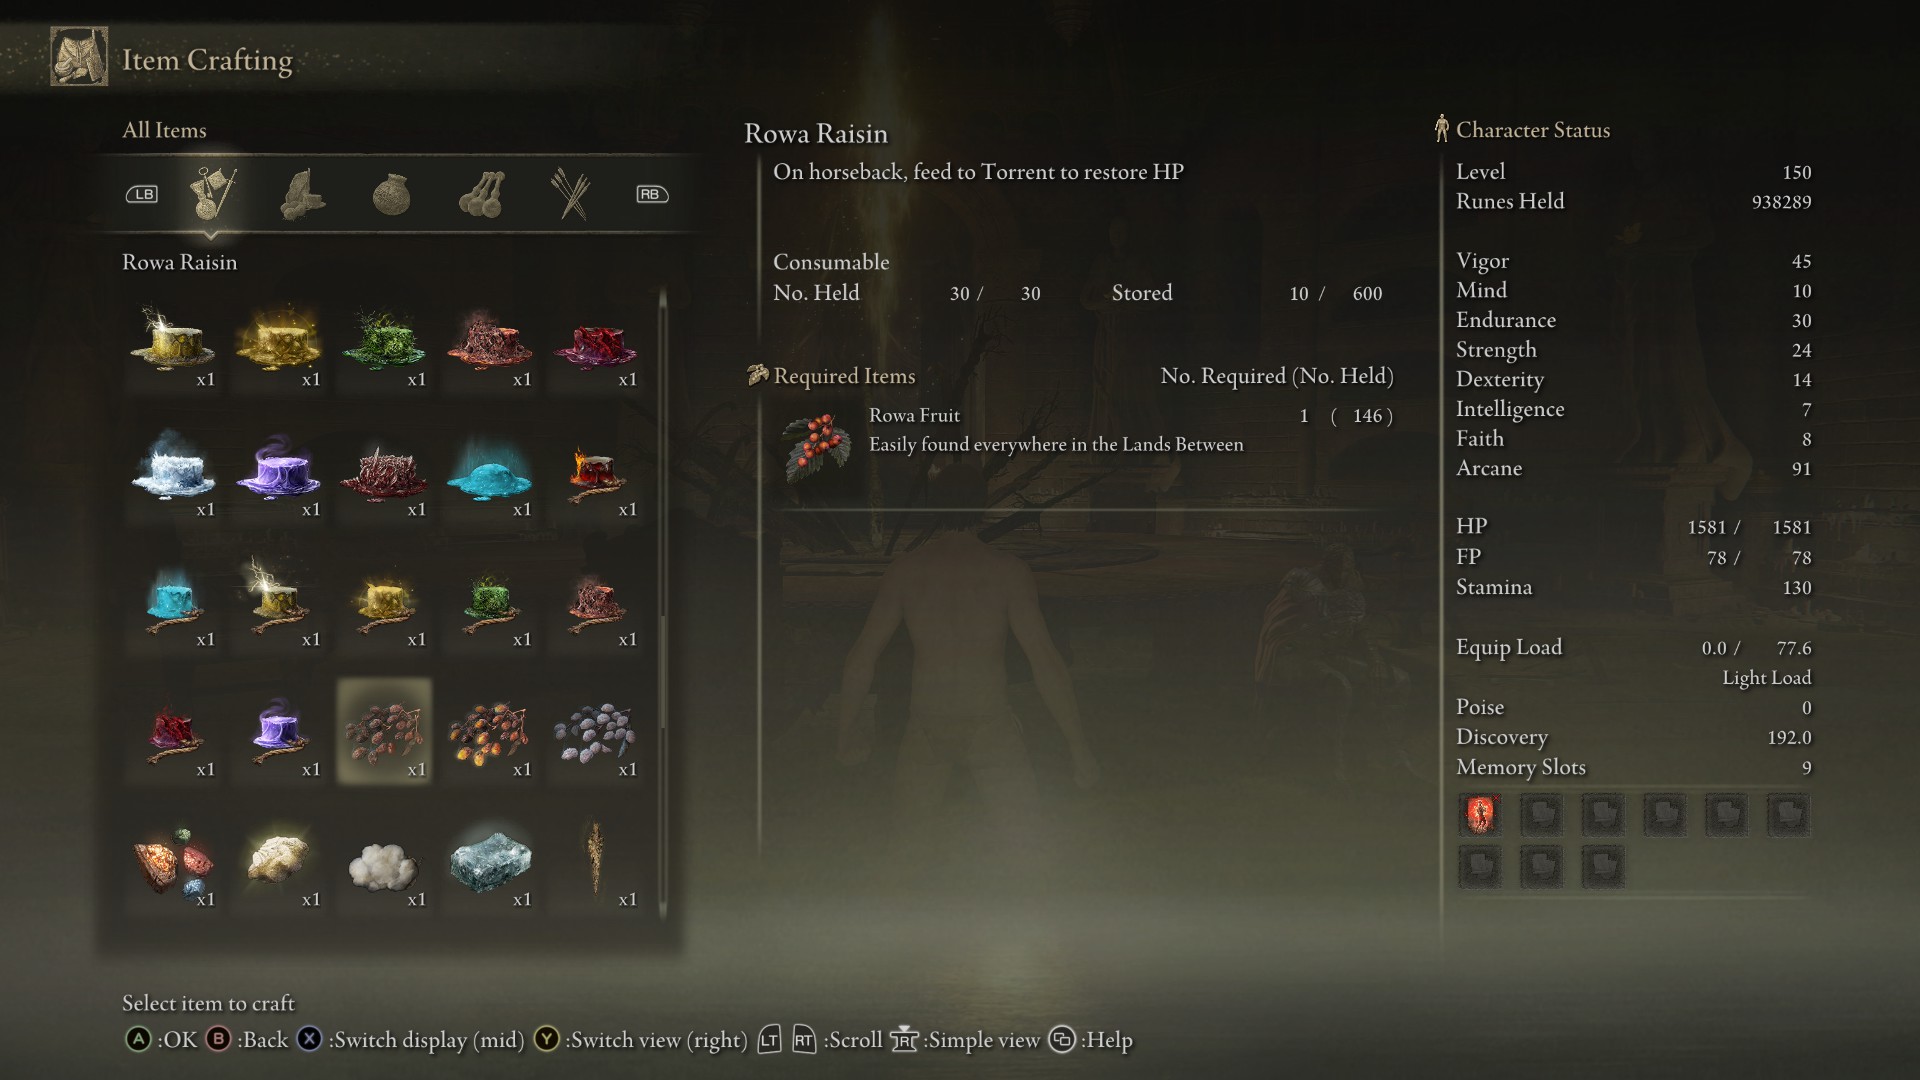 Item Crafting
All Items
LB
RB
Rowa Raisin
x1 x1 x1 x1 x1
x1 x1 x1 x1 x1
x1 x1 x1 x1 x1
x1 x1 x1 x1 x1
x1 x1 x1 x1 x1
Rowa Raisin
On horseback, feed to Torrent to restore HP
Consumable
No. Held 30 / 30 Stored 10 / 600
Required Items No. Required (No. Held)
Rowa Fruit 1 ( 146 )
Easily found everywhere in the Lands Between
Character Status
Level 150
Runes Held 938289
Vigor 45
Mind 10
Endurance 30
Strength 24
Dexterity 14
Intelligence 7
Faith 8
Arcane 91
HP 1581 / 1581
FP 78 / 78
Stamina 130
Equip Load 0.0 / 77.6
Light Load
Poise 0
Discovery 192.0
Memory Slots 9
Select item to craft
A :OK B :Back X :Switch display (mid) Y :Switch view (right) LT RT :Scroll R :Simple view :Help